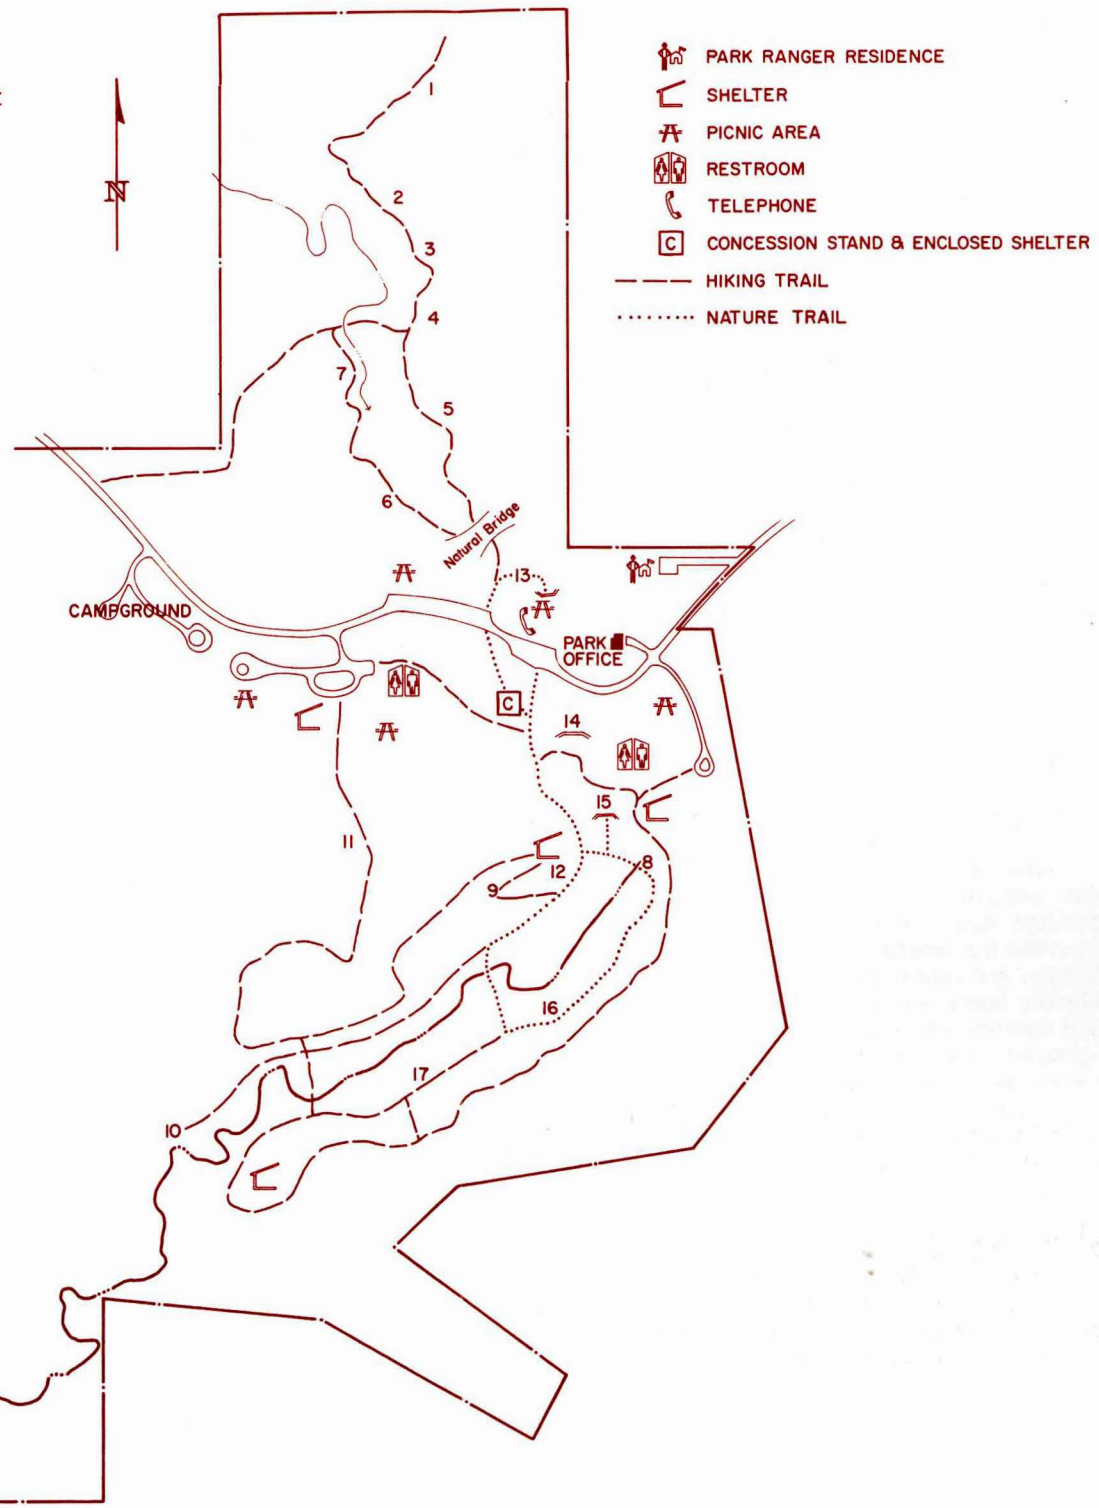 PARK RANGER RESIDENCE
SHELTER
PICNIC AREA
RESTROOM
TELEPHONE
C CONCESSION STAND & ENCLOSED SHELTER
HIKING TRAIL
NATURE TRAIL
N
1
2
3
4
7
5
6
Natural Bridge
13
CAMPGROUND
PARK
OFFICE
C
14
15
11
12
8
9
16
17
10